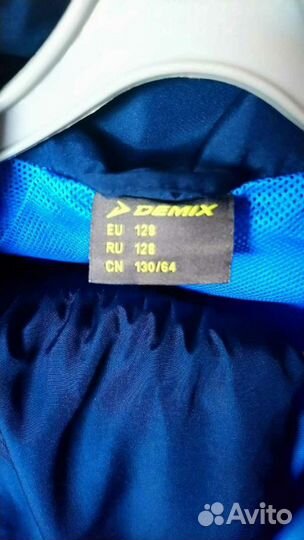 DEMIX
EU 128
RU 128
CN 130/64
Avito